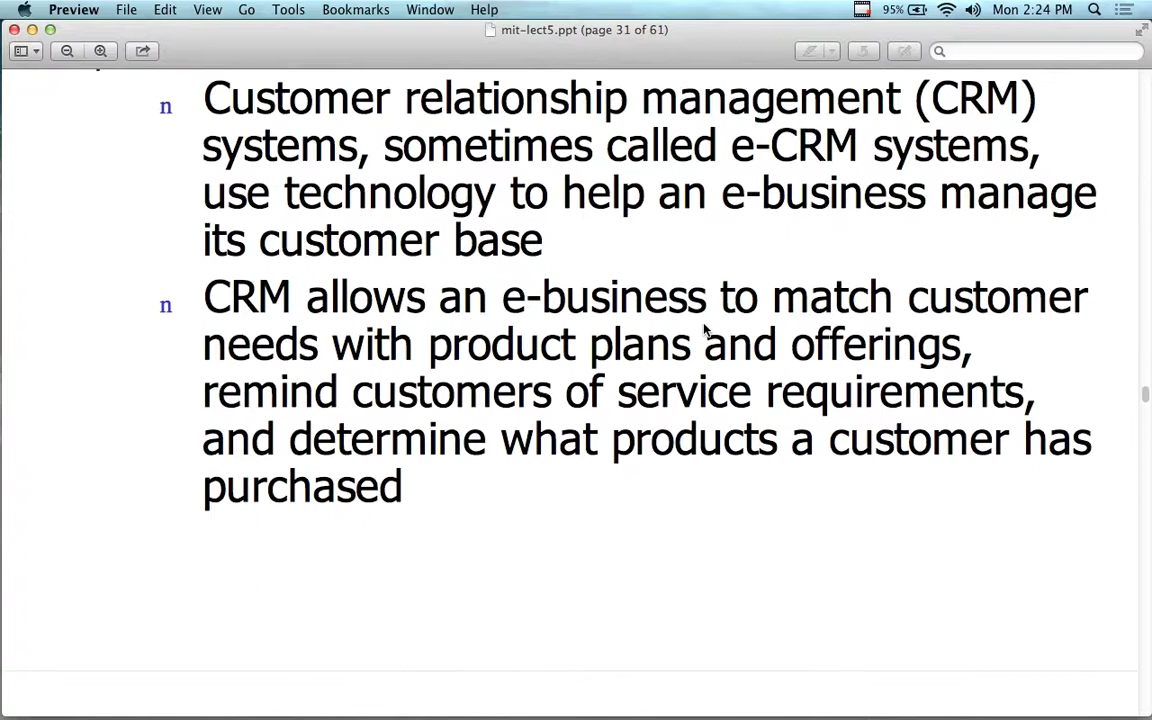 Preview File Edit View Go Tools Bookmarks Window Help 95% Mon 2:24 PM
mit-lect5.ppt (page 31 of 61)
n Customer relationship management (CRM)
systems, sometimes called e-CRM systems,
use technology to help an e-business manage
its customer base
n CRM allows an e-business to match customer
needs with product plans and offerings,
remind customers of service requirements,
and determine what products a customer has
purchased